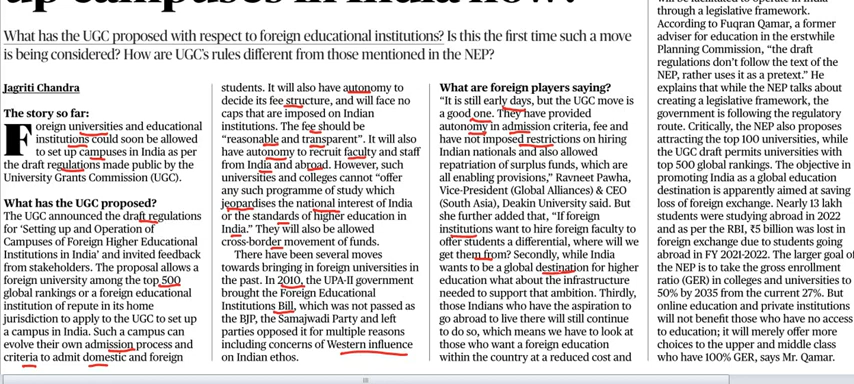 up campuses in India now?
What has the UGC proposed with respect to foreign educational institutions? Is this the first time such a move
is being considered? How are UGC's rules different from those mentioned in the NEP?
Jagriti Chandra
The story so far:
Foreign universities and educational
institutions could soon be allowed
to set up campuses in India as per
the draft regulations made public by the
University Grants Commission (UGC).
What has the UGC proposed?
The UGC announced the draft regulations
for 'Setting up and Operation of
Campuses of Foreign Higher Educational
Institutions in India' and invited feedback
from stakeholders. The proposal allows a
foreign university among the top 500
global rankings or a foreign educational
institution of repute in its home
jurisdiction to apply to the UGC to set up
a campus in India. Such a campus can
evolve their own admission process and
criteria to admit domestic and foreign
students. It will also have autonomy to
decide its fee structure, and will face no
caps that are imposed on Indian
institutions. The fee should be
"reasonable and transparent". It will also
have autonomy to recruit faculty and staff
from India and abroad. However, such
universities and colleges cannot "offer
any such programme of study which
jeopardises the national interest of India
or the standards of higher education in
India." They will also be allowed
cross-border movement of funds.
There have been several moves
towards bringing in foreign universities in
the past. In 2010, the UPA-II government
brought the Foreign Educational
Institutions Bill, which was not passed as
the BJP, the Samajwadi Party and left
parties opposed it for multiple reasons
including concerns of Western influence
on Indian ethos.
What are foreign players saying?
"It is still early days, but the UGC move is
a good one. They have provided
autonomy in admission criteria, fee and
have not imposed restrictions on hiring
Indian nationals and also allowed
repatriation of surplus funds, which are
all enabling provisions," Ravneet Pawha,
Vice-President (Global Alliances) & CEO
(South Asia), Deakin University said. But
she further added that, "If foreign
institutions want to hire foreign faculty to
offer students a differential, where will we
get them from? Secondly, while India
wants to be a global destination for higher
education what about the infrastructure
needed to support that ambition. Thirdly,
those Indians who have the aspiration to
go abroad to live there will still continue
to do so, which means we have to look at
those who want a foreign education
within the country at a reduced cost and
through a legislative framework.
According to Fuqran Qamar, a former
adviser for education in the erstwhile
Planning Commission, "the draft
regulations don't follow the text of the
NEP, rather uses it as a pretext." He
explains that while the NEP talks about
creating a legislative framework, the
government is following the regulatory
route. Critically, the NEP also proposes
attracting the top 100 universities, while
the UGC draft permits universities with
top 500 global rankings. The objective in
promoting India as a global education
destination is apparently aimed at saving
loss of foreign exchange. Nearly 13 lakh
students were studying abroad in 2022
and as per the RBI, ₹5 billion was lost in
foreign exchange due to students going
abroad in FY 2021-2022. The larger goal of
the NEP is to take the gross enrollment
ratio (GER) in colleges and universities to
50% by 2035 from the current 27%. But
online education and private institutions
will not benefit those who have no access
to education; it will merely offer more
choices to the upper and middle class
who have 100% GER, says Mr. Qamar.